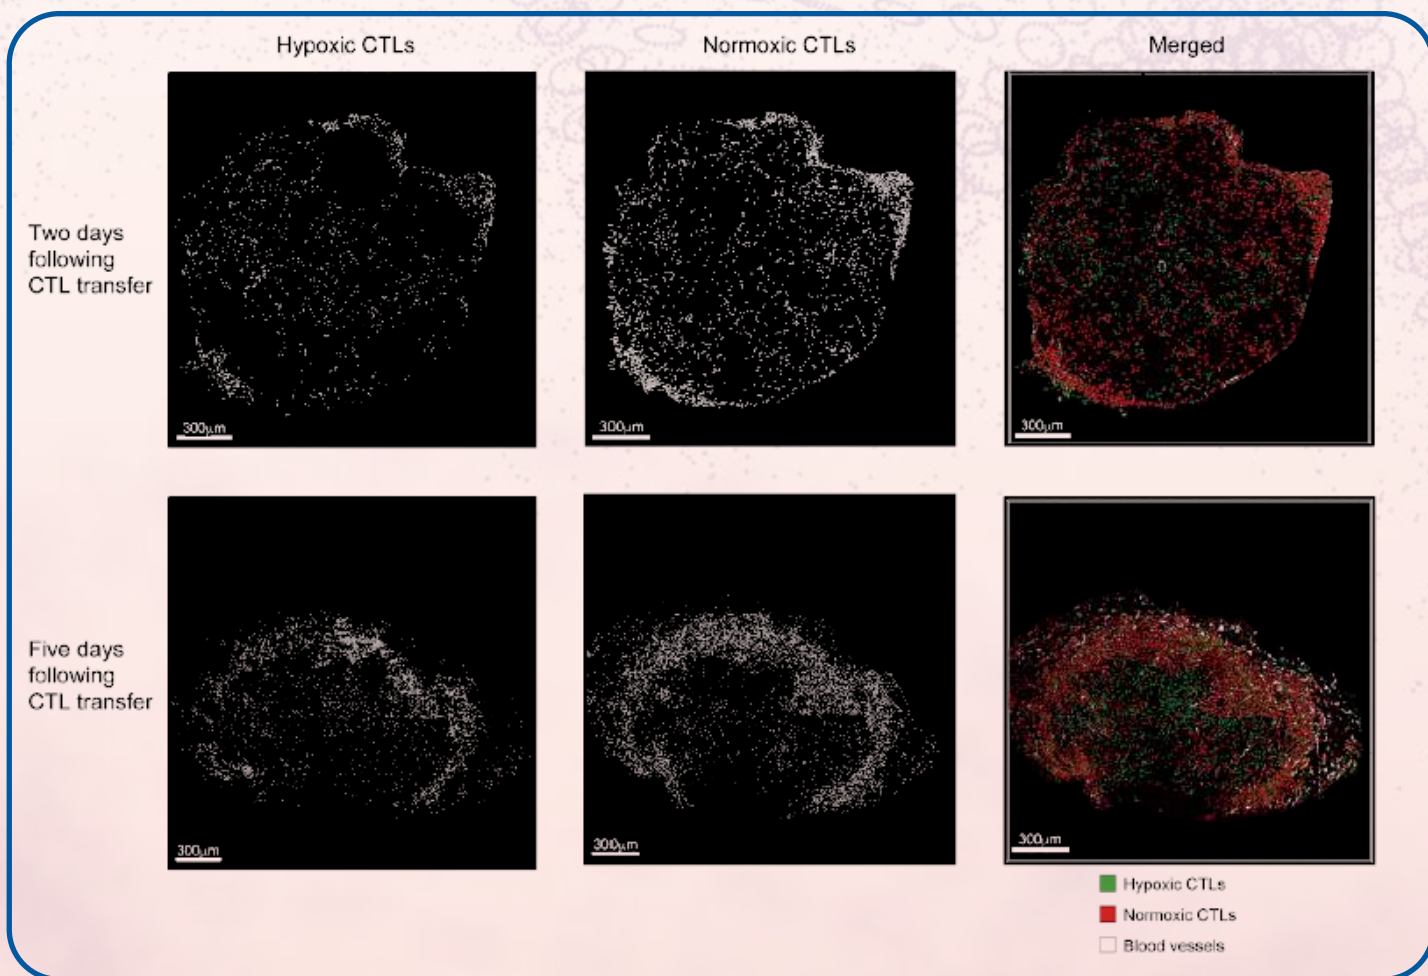 Hypoxic CTLs
Normoxic CTLs
Merged
Two days
following
CTL transfer
300µm
300µm
300µm
Five days
following
CTL transfer
300µm
300µm
300µm
Hypoxic CTLs
Normoxic CTLs
Blood vessels